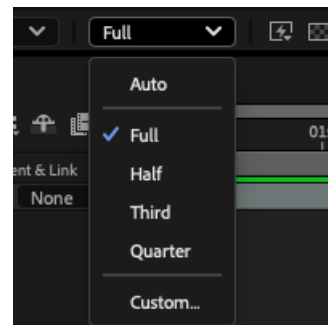 Full
Auto
Full
01:
Half
ent & Link
Third
None
Quarter
Custom...